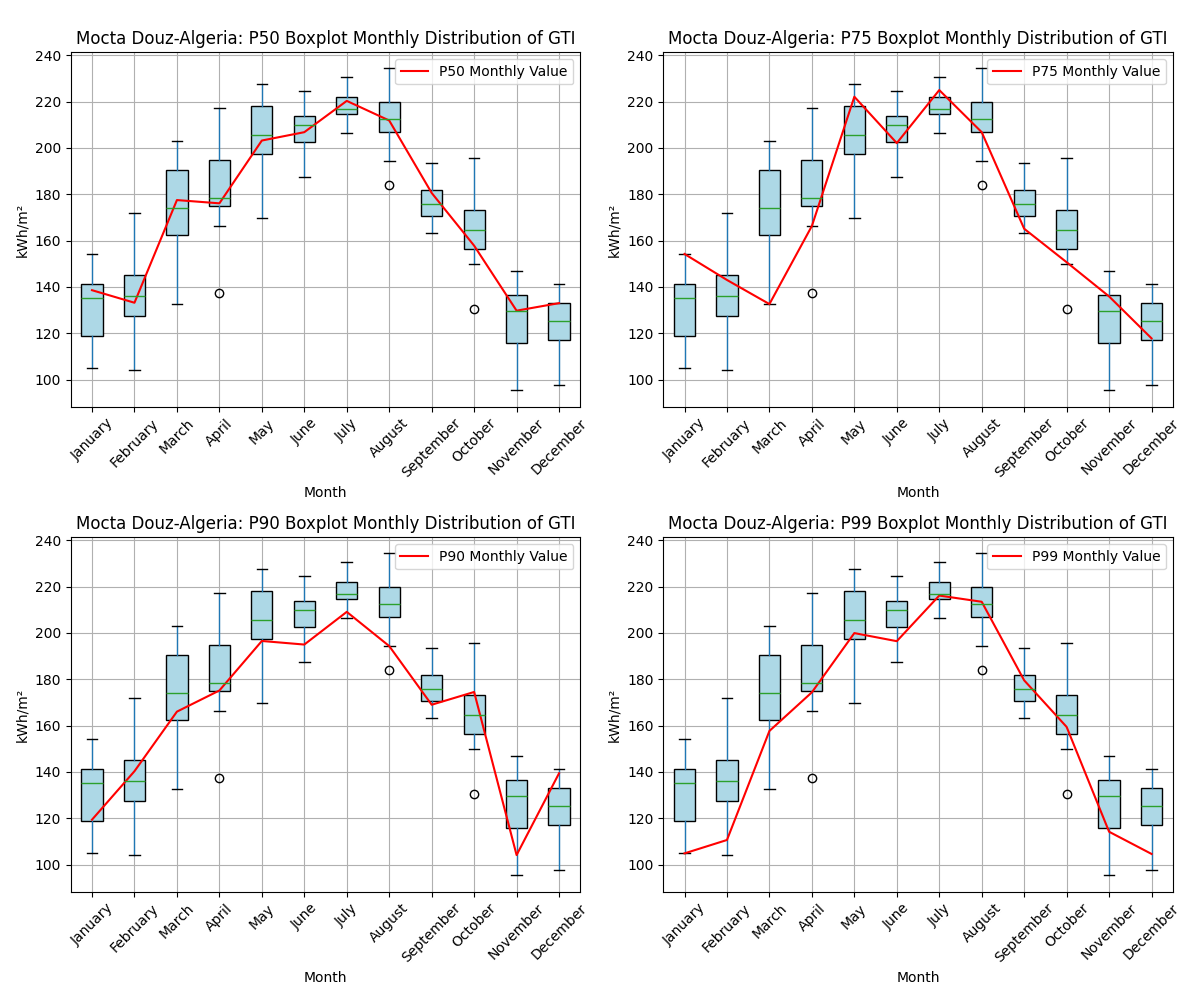 Mocta Douz-Algeria: P50 Boxplot Monthly Distribution of GTI
P50 Monthly Value
240
220
200
180
160
140
120
100
kWh/m²
January
February
March
April
May
June
July
August
September
October
November
December
Month
Mocta Douz-Algeria: P75 Boxplot Monthly Distribution of GTI
P75 Monthly Value
240
220
200
180
160
140
120
100
kWh/m²
January
February
March
April
May
June
July
August
September
October
November
December
Month
Mocta Douz-Algeria: P90 Boxplot Monthly Distribution of GTI
P90 Monthly Value
240
220
200
180
160
140
120
100
kWh/m²
January
February
March
April
May
June
July
August
September
October
November
December
Month
Mocta Douz-Algeria: P99 Boxplot Monthly Distribution of GTI
P99 Monthly Value
240
220
200
180
160
140
120
100
kWh/m²
January
February
March
April
May
June
July
August
September
October
November
December
Month